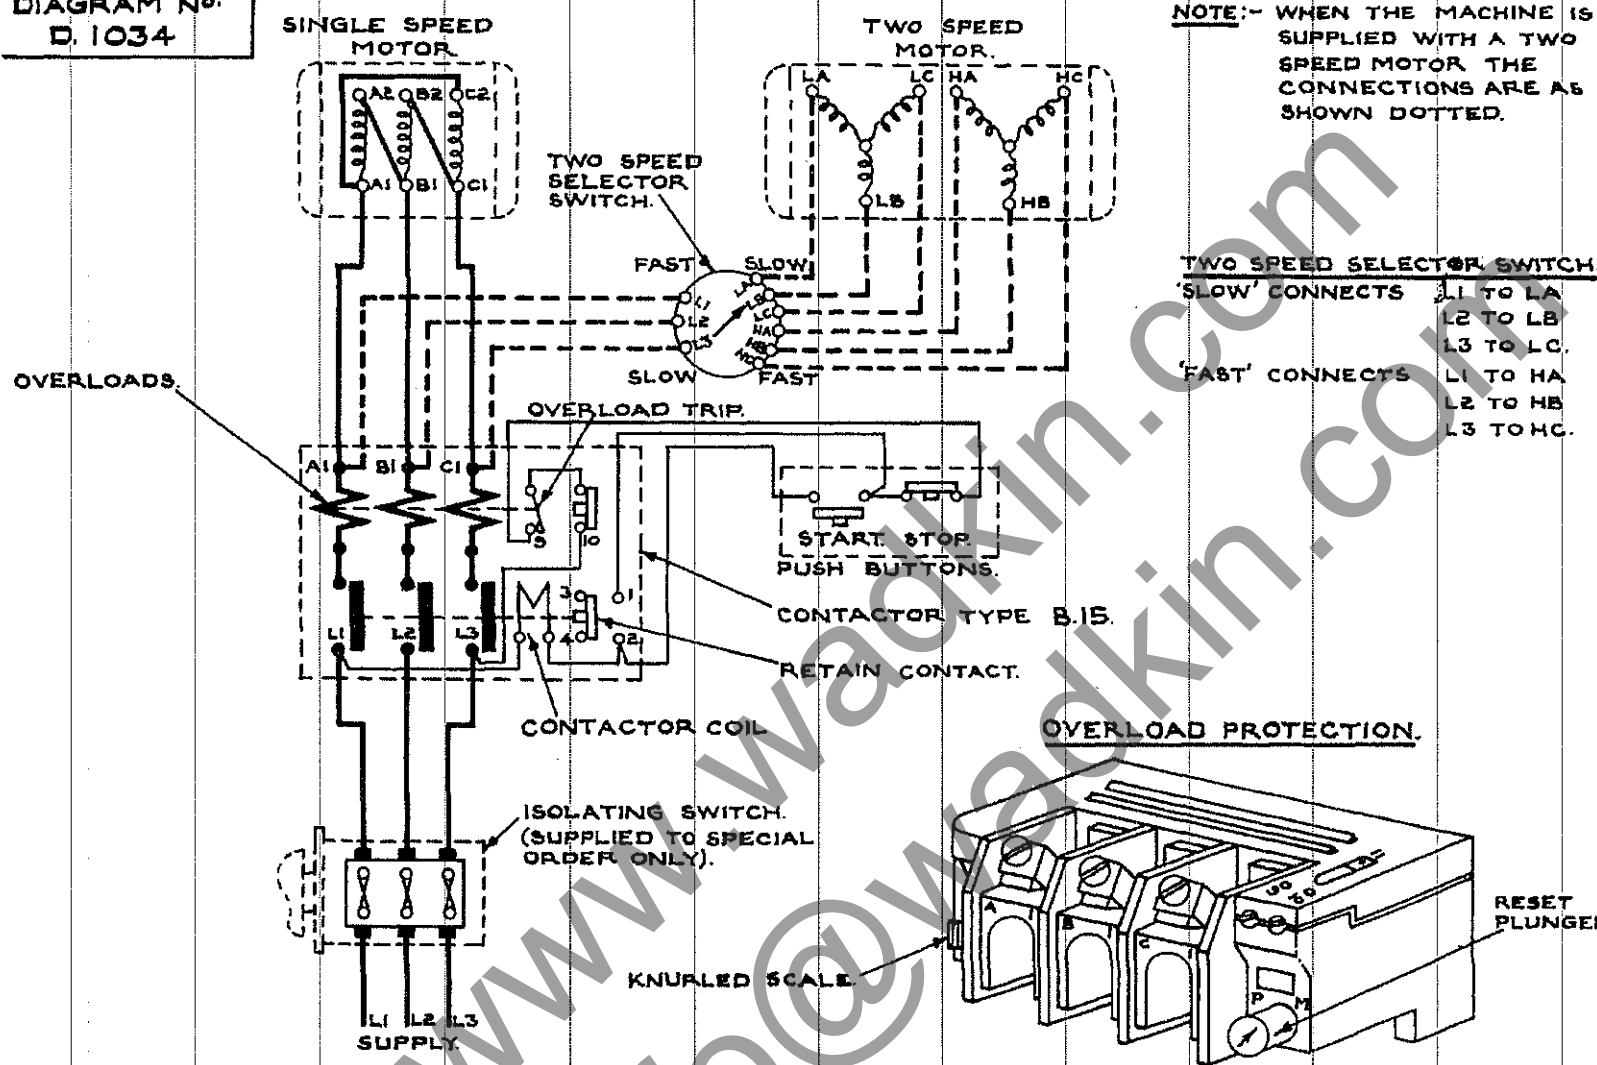 DIAGRAM No.
D. 1034
SINGLE SPEED
MOTOR.
TWO SPEED
MOTOR.
NOTE:- WHEN THE MACHINE IS
SUPPLIED WITH A TWO
SPEED MOTOR THE
CONNECTIONS ARE AS
SHOWN DOTTED.
A2 B2 C2
A1 B1 C1
LA LC HA HC
LB HB
TWO SPEED
SELECTOR
SWITCH.
FAST SLOW
L1 LA
L2 LB
L3 LC
HA
HB
HC
SLOW FAST
TWO SPEED SELECTOR SWITCH.
'SLOW' CONNECTS L1 TO LA
L2 TO LB
L3 TO LC.
'FAST' CONNECTS L1 TO HA
L2 TO HB
L3 TO HC.
OVERLOADS.
OVERLOAD TRIP.
A1 B1 C1
9 10
START. STOP.
PUSH BUTTONS.
3 1
4 2
L1 L2 L3
CONTACTOR TYPE B.15.
RETAIN CONTACT.
CONTACTOR COIL
ISOLATING SWITCH.
(SUPPLIED TO SPECIAL
ORDER ONLY).
L1 L2 L3
SUPPLY.
OVERLOAD PROTECTION.
A B C
90
P M
RESET
PLUNGER
KNURLED SCALE.
www.wadkin.com
@wadkin.com